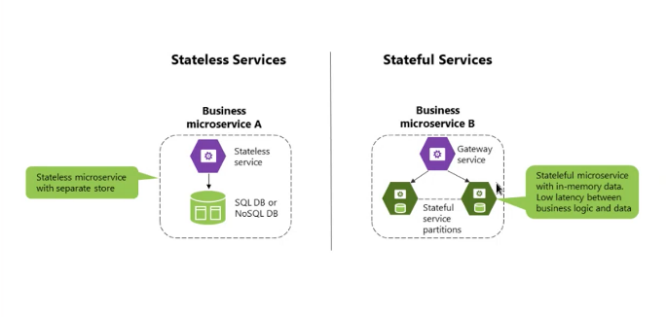 Stateless Services
Stateful Services
Business
microservice A
Stateless
service
SQL DB or
NoSQL DB
Stateless microservice
with separate store
Business
microservice B
Gateway
service
Stateful
service
partitions
Stateleful microservice
with in-memory data.
Low latency between
business logic and data